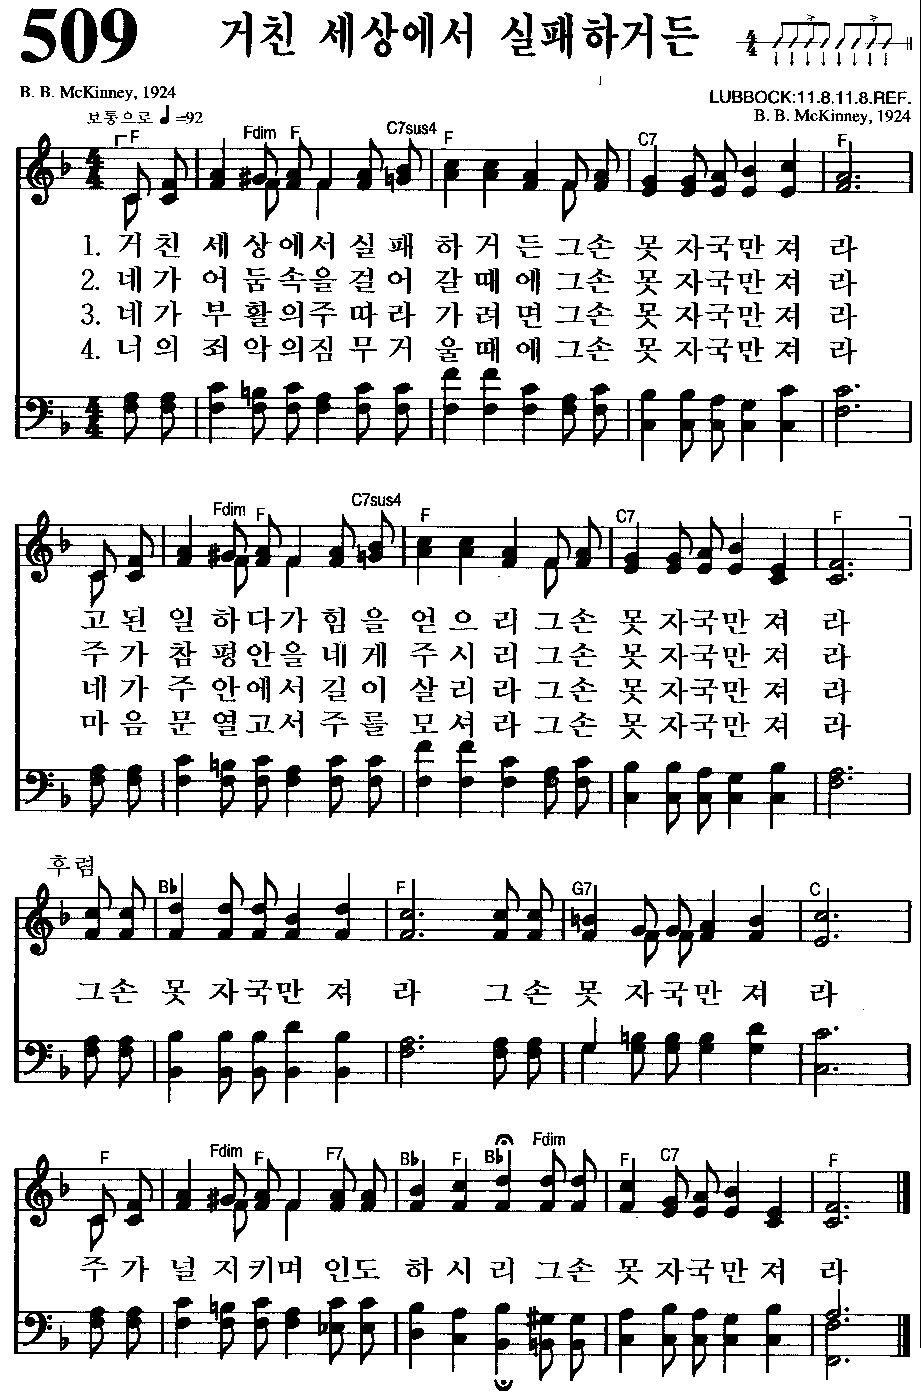 509 거친 세상에서 실패하거든
B. B. McKinney, 1924
LUBBOCK:11.8.11.8.REF.
보통으로 ♩=92
B. B. McKinney, 1924
F Fdim F C7sus4 F C7 F
1. 거친 세상에서 실패 하거든 그손 못 자국만져 라
2. 네가 어둠속을 걸어 갈때에 그손 못 자국만져 라
3. 네가 부활의주 따라 가려면 그손 못 자국만져 라
4. 너의 죄악의짐 무거 울때에 그손 못 자국만져 라
Fdim F C7sus4 F C7 F
고된 일하다가 힘을 얻으리 그손 못 자국만져 라
주가 참평안을 네게 주시리 그손 못 자국만져 라
네가 주안에서 길이 살리라 그손 못 자국만져 라
마음 문열고서 주를 모셔라 그손 못 자국만져 라
후렴
B♭ F G7 C
그손 못 자국만 져 라 그손 못 자국만 져 라
F Fdim F F7 B♭ F B♭ Fdim F C7 F
주가 널 지키며 인도 하시리 그손 못 자국만져 라